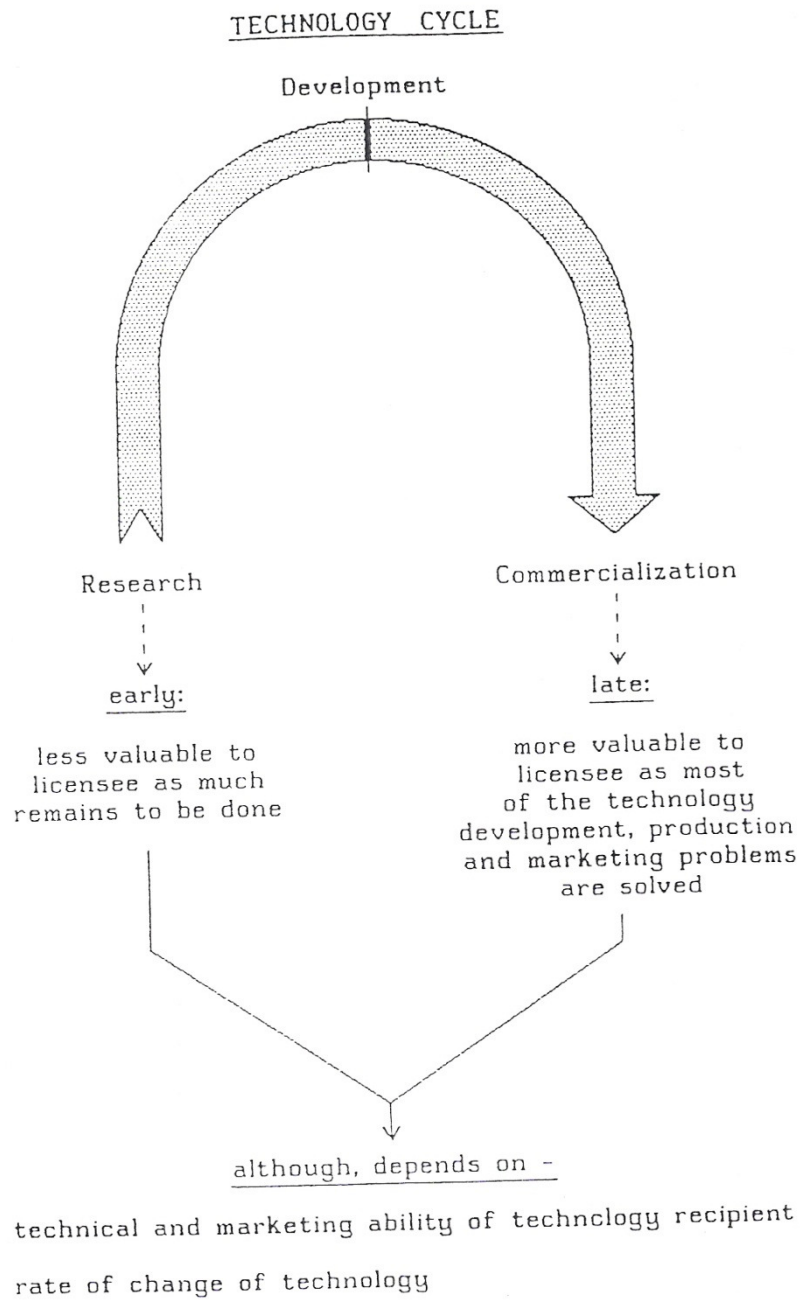 TECHNOLOGY CYCLE
Development
Research
early:
less valuable to
licensee as much
remains to be done
Commercialization
late:
more valuable to
licensee as most
of the technology
development, production
and marketing problems
are solved
although, depends on -
technical and marketing ability of technclogy recipient
rate of change of technology